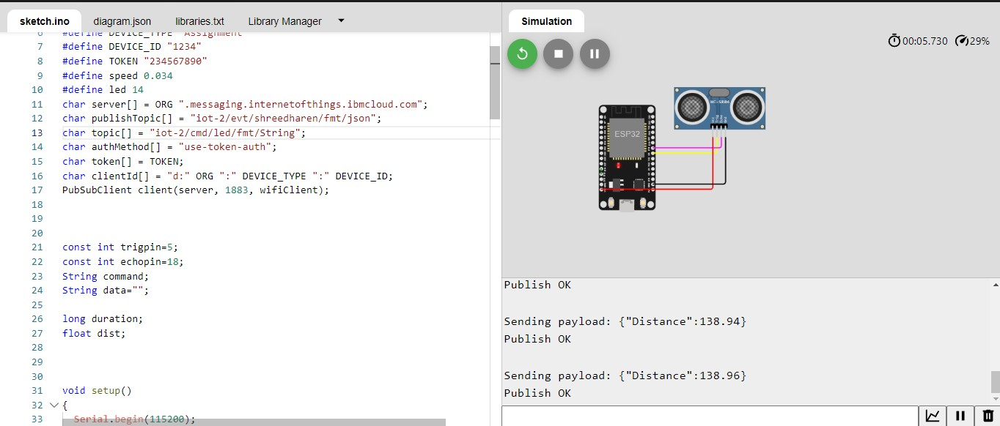 sketch.ino diagram.json libraries.txt Library Manager
6 #define DEVICE_TYPE "Assignment"
7 #define DEVICE_ID "1234"
8 #define TOKEN "234567890"
9 #define speed 0.034
10 #define led 14
11 char server[] = ORG ".messaging.internetofthings.ibmcloud.com";
12 char publishTopic[] = "iot-2/evt/shreedharen/fmt/json";
13 char topic[] = "iot-2/cmd/led/fmt/String";
14 char authMethod[] = "use-token-auth";
15 char token[] = TOKEN;
16 char clientId[] = "d:" ORG ":" DEVICE_TYPE ":" DEVICE_ID;
17 PubSubClient client(server, 1883, wifiClient);
18
19
20
21 const int trigpin=5;
22 const int echopin=18;
23 String command;
24 String data="";
25
26 long duration;
27 float dist;
28
29
30
31 void setup()
32 {
33 Serial.begin(115200);
Simulation
00:05.730 29%
HC-SR04
ESP32
Publish OK
Sending payload: {"Distance":138.94}
Publish OK
Sending payload: {"Distance":138.96}
Publish OK